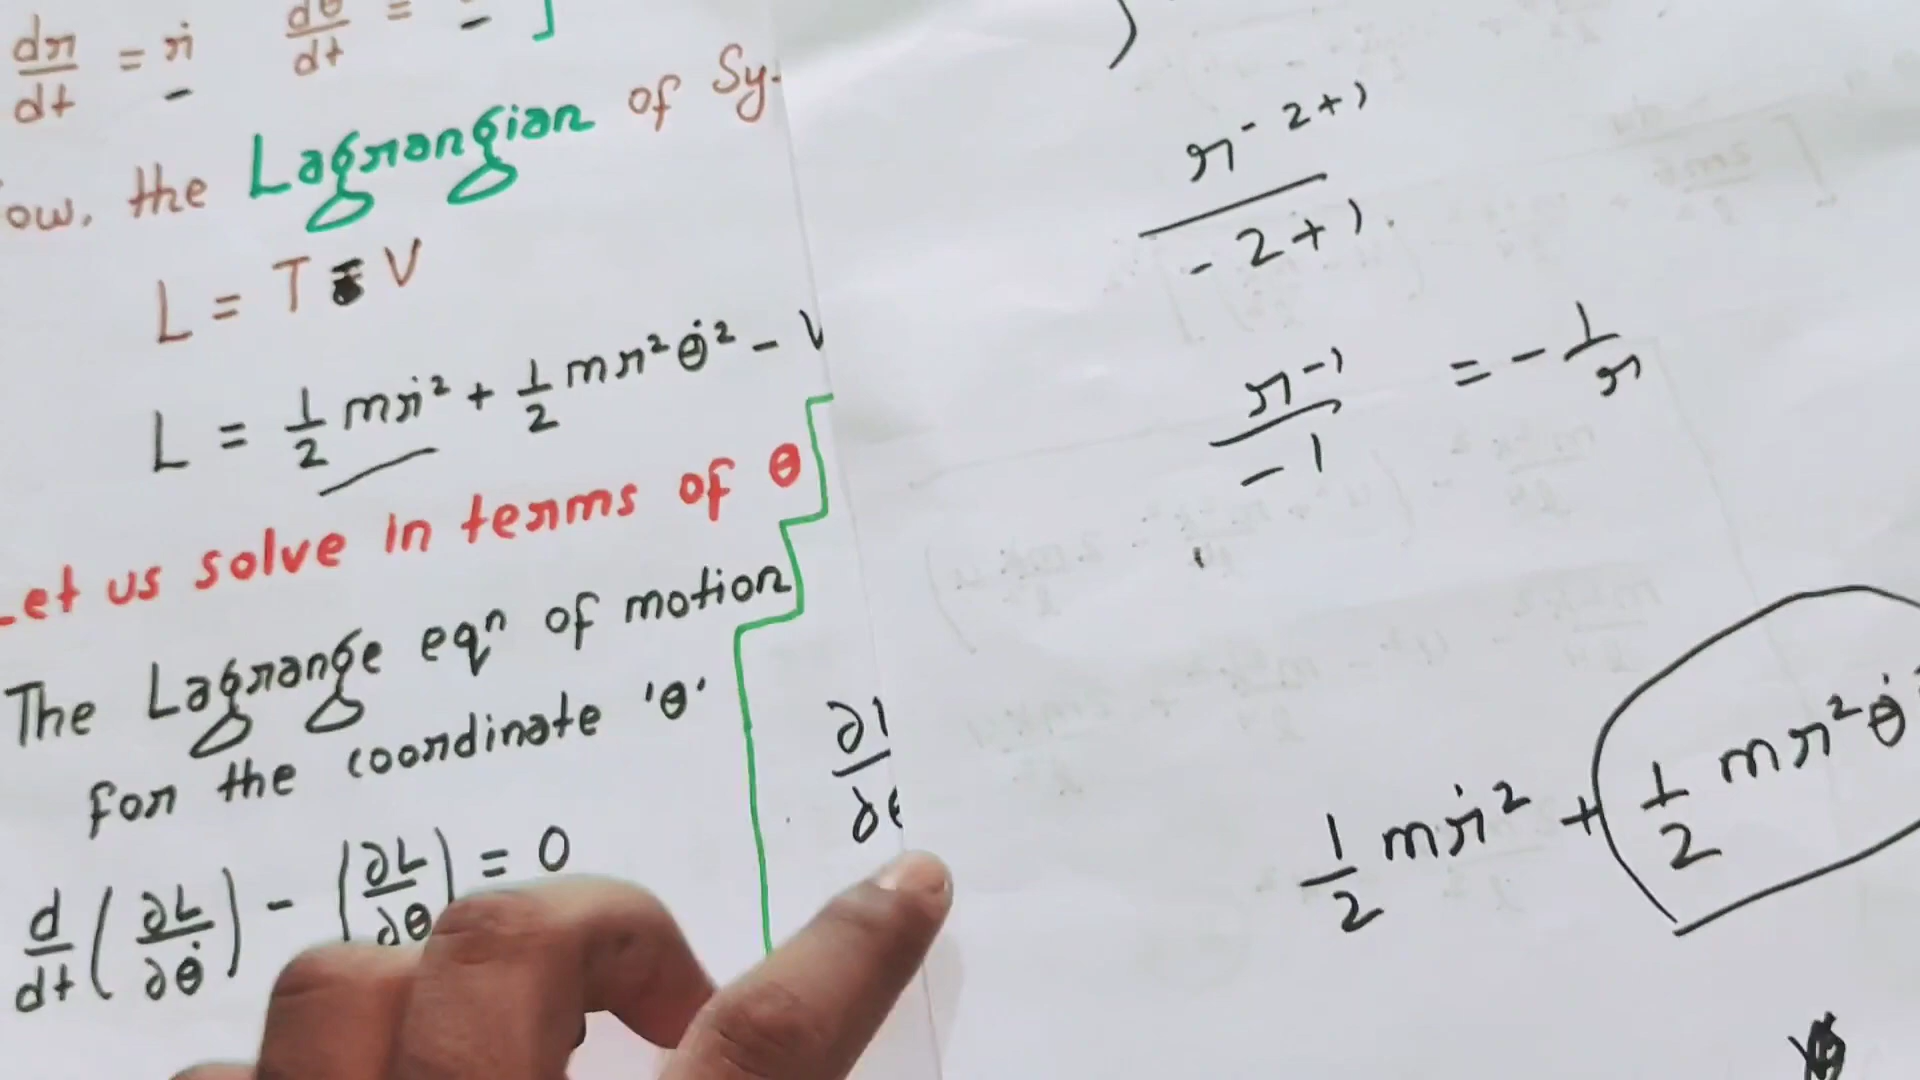 dr/dt = ṙ dθ/dt =
the Lagrangian of Sy
L = T - V
L = 1/2 mṙ² + 1/2 mr²θ̇² - V
Let us solve in terms of θ
The Lagrange eqⁿ of motion
for the coordinate 'θ'
d/dt (∂L/∂θ̇) - (∂L/∂θ) = 0
r⁻²⁺¹/-2+1
r⁻¹/-1 = -1/r
1/2 mṙ² + 1/2 mr²θ̇